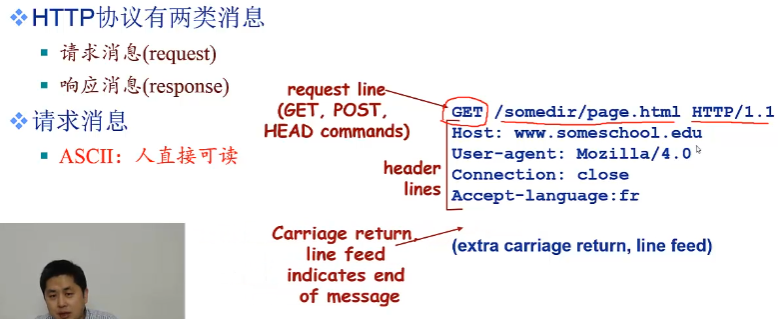 HTTP协议有两类消息
请求消息(request)
响应消息(response)
请求消息
ASCII：人直接可读
request line
(GET, POST,
HEAD commands)
header
lines
Carriage return,
line feed
indicates end
of message
GET /somedir/page.html HTTP/1.1
Host: www.someschool.edu
User-agent: Mozilla/4.0
Connection: close
Accept-language:fr
(extra carriage return, line feed)